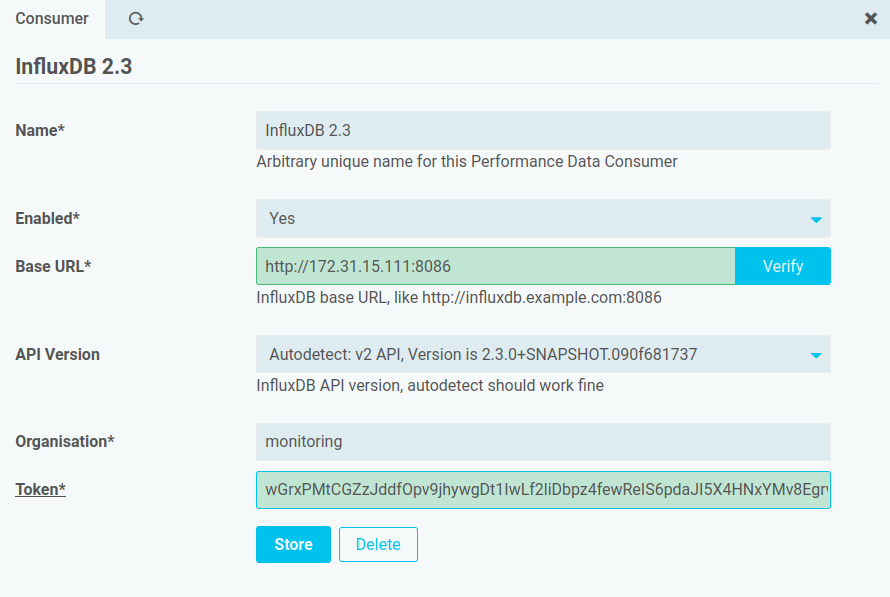 Consumer
InfluxDB 2.3
Name*
InfluxDB 2.3
Arbitrary unique name for this Performance Data Consumer
Enabled*
Yes
Base URL*
http://172.31.15.111:8086
Verify
InfluxDB base URL, like http://influxdb.example.com:8086
API Version
Autodetect: v2 API, Version is 2.3.0+SNAPSHOT.090f681737
InfluxDB API version, autodetect should work fine
Organisation*
monitoring
Token*
Store
Delete